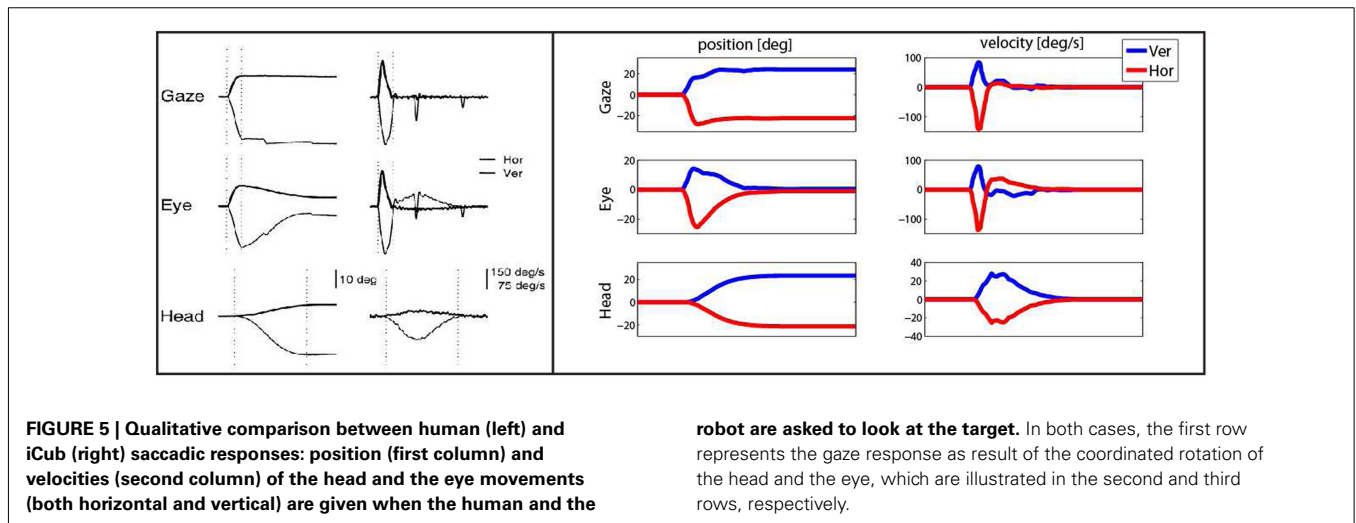 position [deg]
velocity [deg/s]
Ver
Hor
Gaze
Gaze
20
0
−20
100
0
−100
Hor
Ver
Eye
Eye
20
0
−20
100
0
−100
10 deg
150 deg/s
75 deg/s
Head
Head
20
0
−20
40
20
0
−20
−40
FIGURE 5 | Qualitative comparison between human (left) and
iCub (right) saccadic responses: position (first column) and
velocities (second column) of the head and the eye movements
(both horizontal and vertical) are given when the human and the
robot are asked to look at the target. In both cases, the first row
represents the gaze response as result of the coordinated rotation of
the head and the eye, which are illustrated in the second and third
rows, respectively.